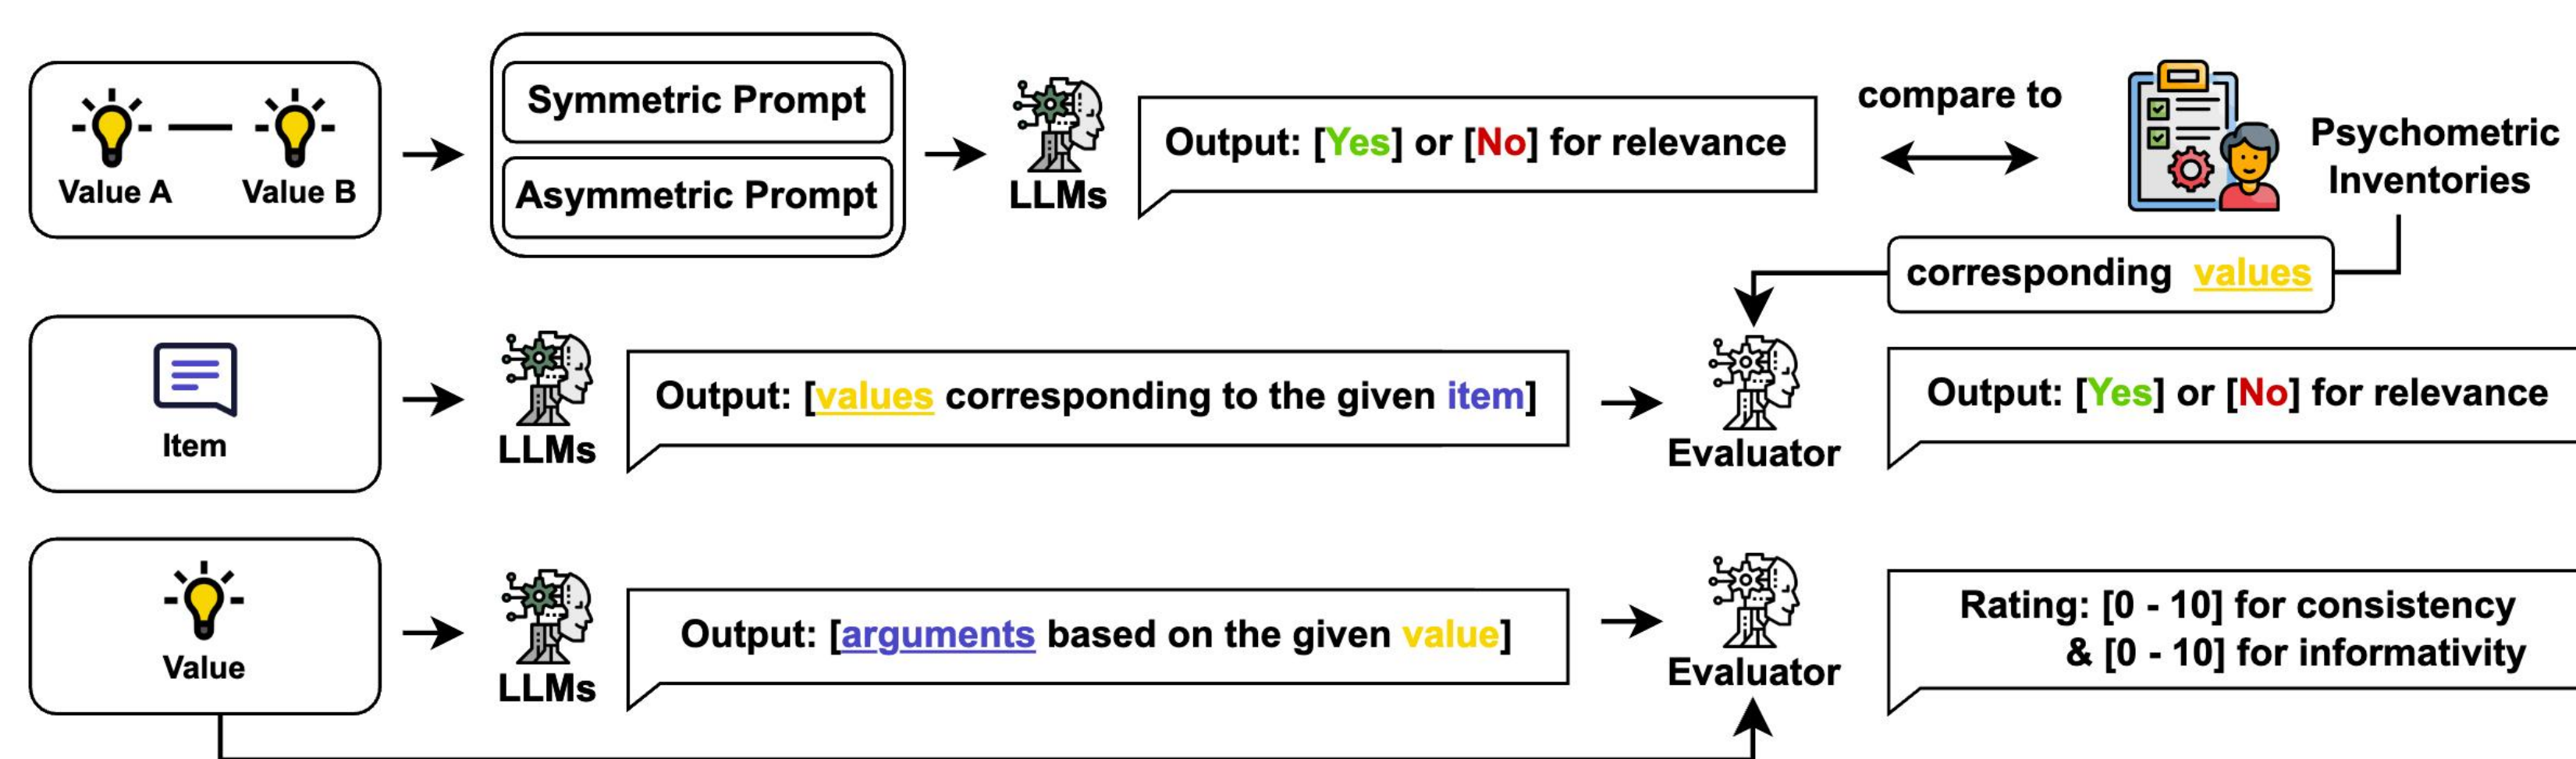 Value A
Value B
Symmetric Prompt
Asymmetric Prompt
LLMs
Output: [Yes] or [No] for relevance
compare to
Psychometric
Inventories
corresponding values
Item
LLMs
Output: [values corresponding to the given item]
Evaluator
Output: [Yes] or [No] for relevance
Value
LLMs
Output: [arguments based on the given value]
Evaluator
Rating: [0 - 10] for consistency
& [0 - 10] for informativity